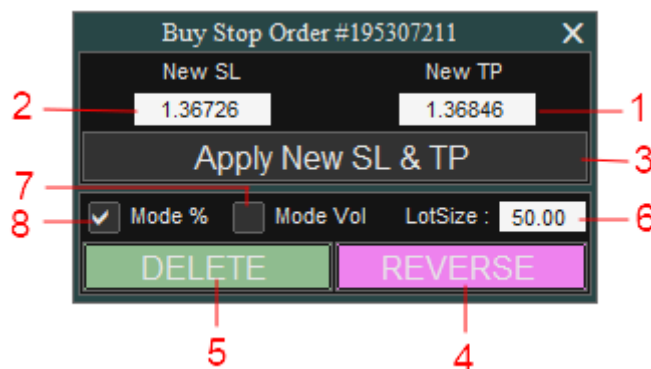 Buy Stop Order #195307211 X
New SL New TP
2 1.36726 1.36846 1
Apply New SL & TP 3
7
8 Mode % Mode Vol LotSize : 50.00 6
DELETE REVERSE
5 4